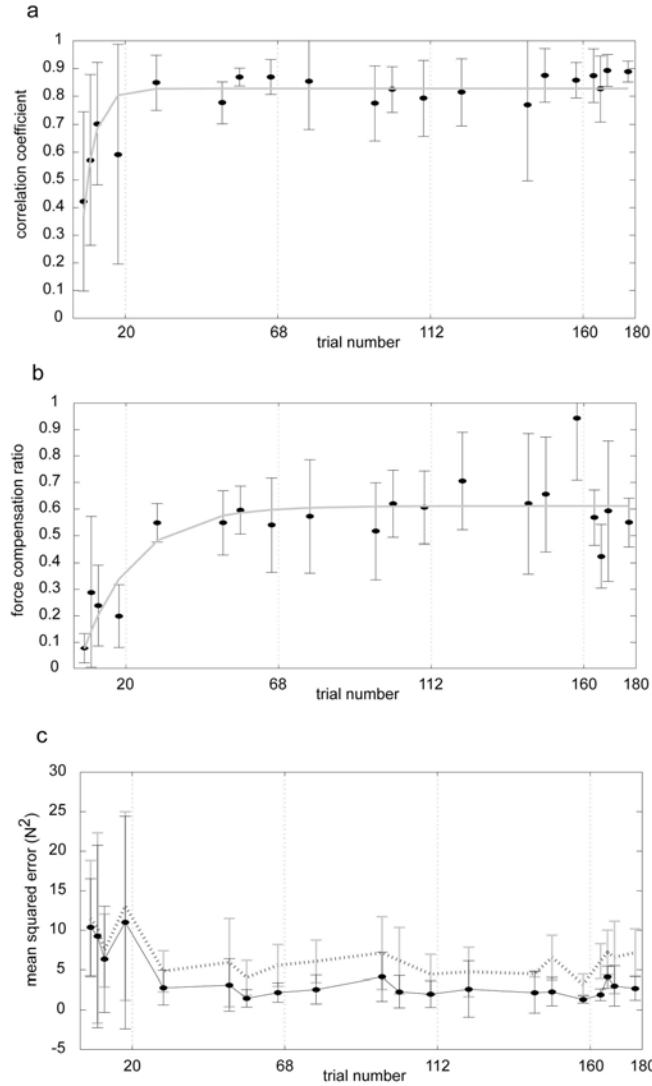 a
1
0.9
0.8
0.7
0.6
0.5
0.4
0.3
0.2
0.1
0
correlation coefficient
20 68 112 160 180
trial number
b
1
0.9
0.8
0.7
0.6
0.5
0.4
0.3
0.2
0.1
0
force compensation ratio
20 68 112 160 180
trial number
c
30
25
20
15
10
5
0
-5
mean squared error (N²)
20 68 112 160 180
trial number